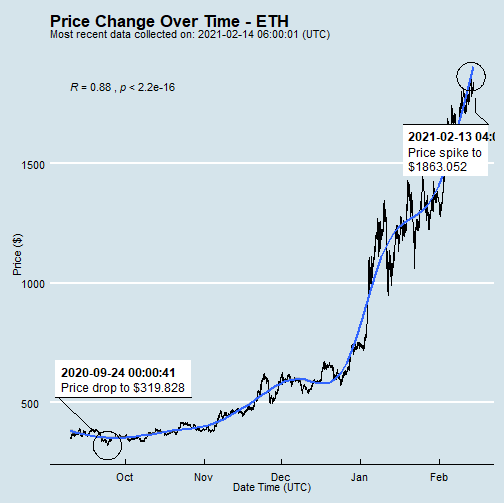 Price Change Over Time - ETH
Most recent data collected on: 2021-02-14 06:00:01 (UTC)
R = 0.88 , p < 2.2e-16
2021-02-13 04:0
Price spike to
$1863.052
1500
Price ($)
1000
2020-09-24 00:00:41
Price drop to $319.828
500
Oct Nov Dec Jan Feb
Date Time (UTC)